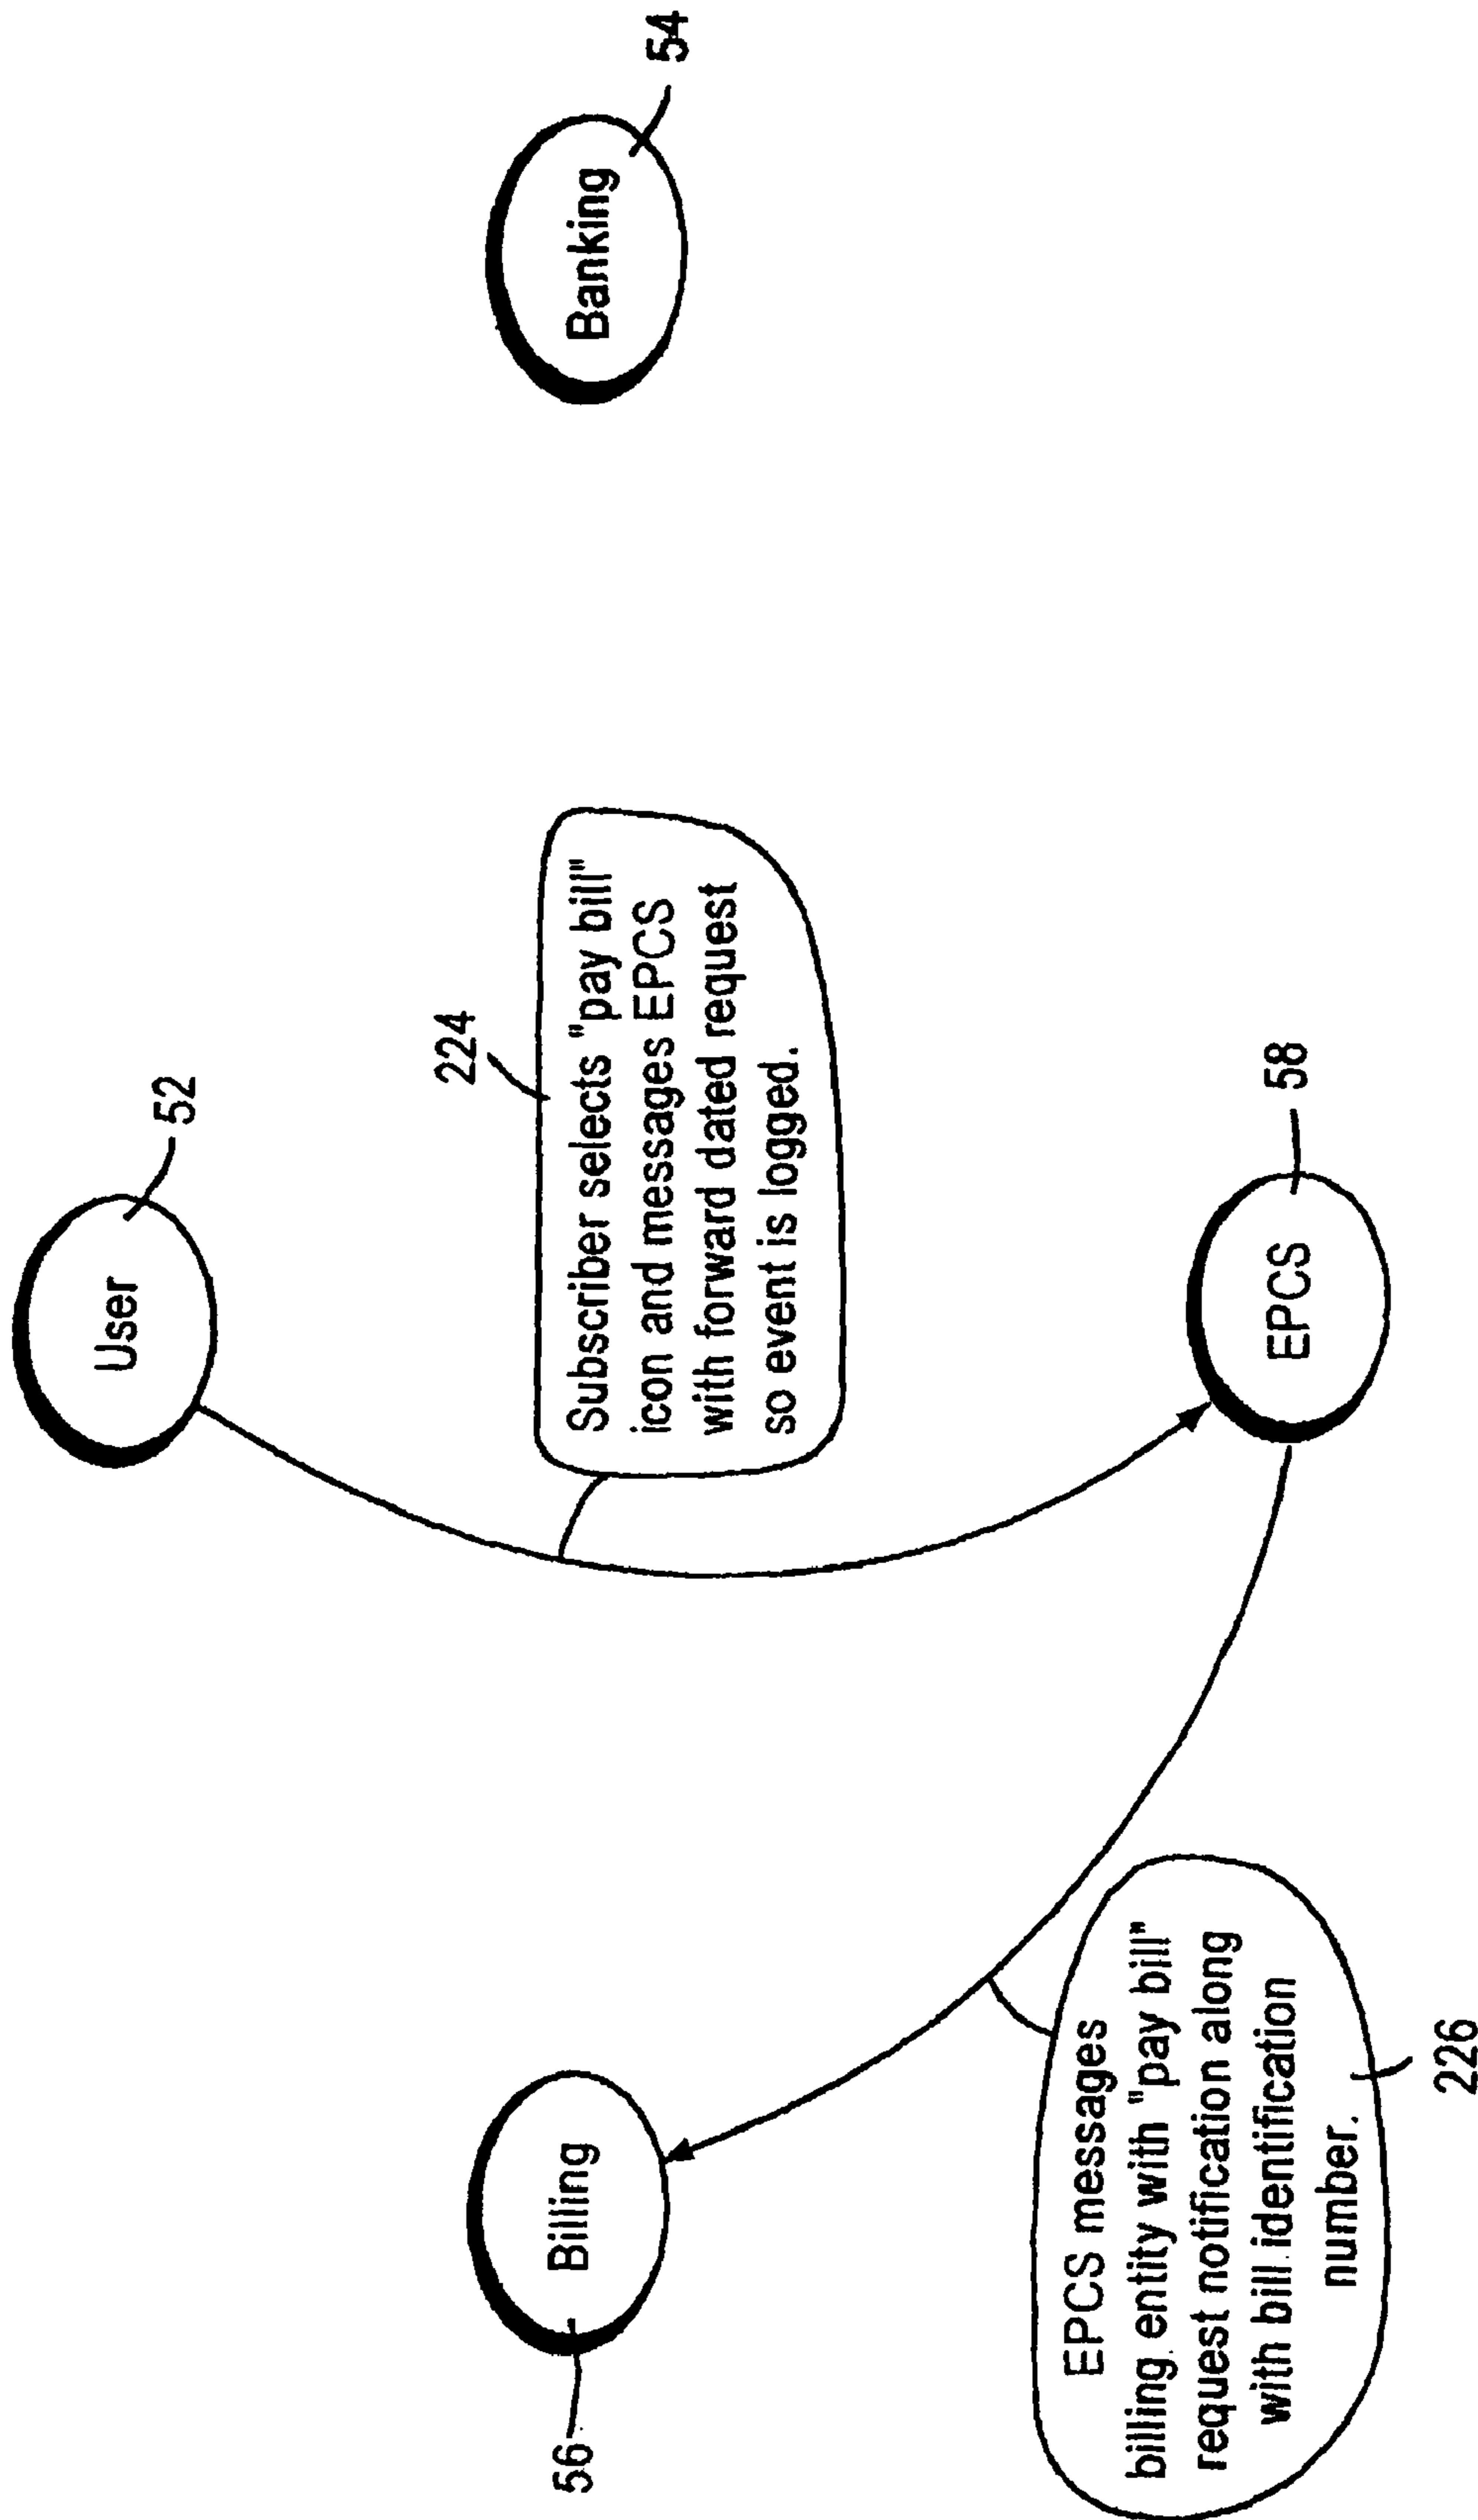 User
52
224
Subscriber selects "pay bill"
icon and messages EPCS
with forward dated request
so event is logged.
Billing
56
Banking
54
EPCS messages
billing entity with "pay bill"
request notification along
with bill identification
number.
226
EPCS
58